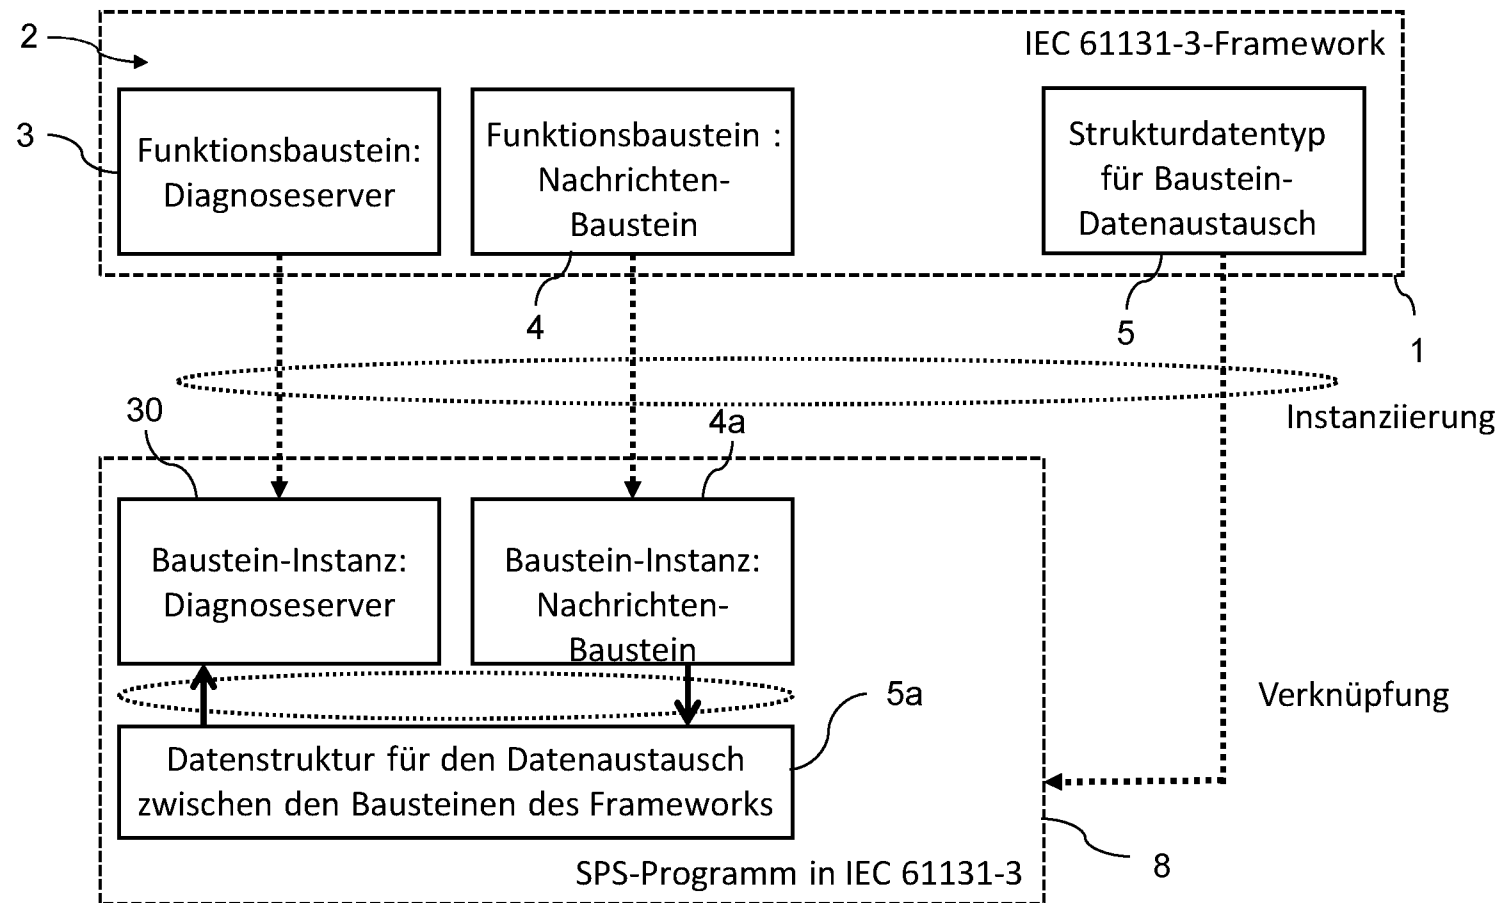 2
IEC 61131-3-Framework
3
Funktionsbaustein:
Diagnoseserver
Funktionsbaustein :
Nachrichten-
Baustein
Strukturdatentyp
für Baustein-
Datenaustausch
4
5
1
Instanziierung
30
4a
Baustein-Instanz:
Diagnoseserver
Baustein-Instanz:
Nachrichten-
Baustein
5a
Verknüpfung
Datenstruktur für den Datenaustausch
zwischen den Bausteinen des Frameworks
8
SPS-Programm in IEC 61131-3